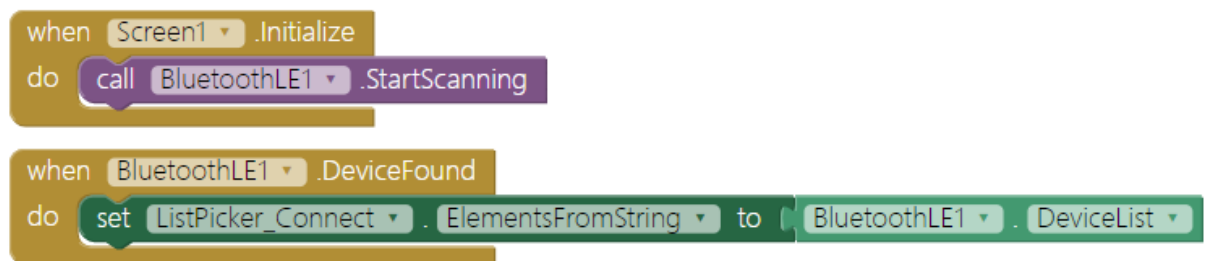 when Screen1 .Initialize
do call BluetoothLE1 .StartScanning
when BluetoothLE1 .DeviceFound
do set ListPicker_Connect . ElementsFromString to BluetoothLE1 . DeviceList